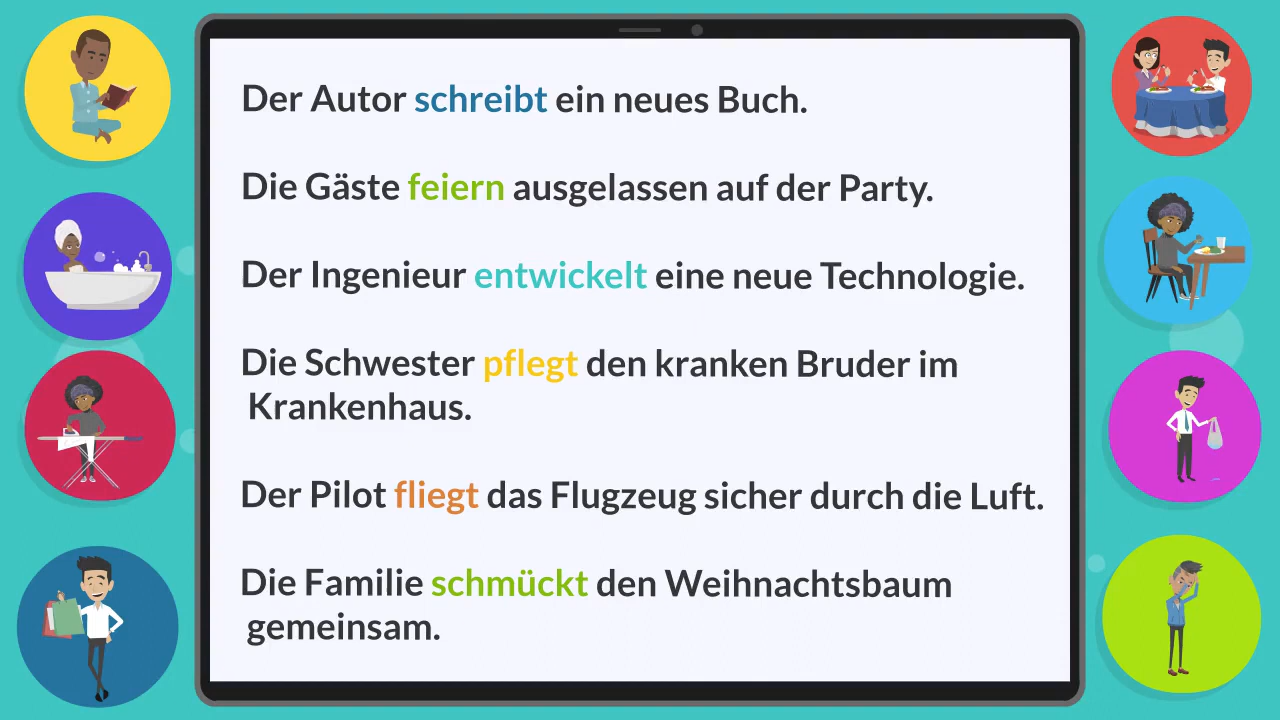 Der Autor schreibt ein neues Buch.
Die Gäste feiern ausgelassen auf der Party.
Der Ingenieur entwickelt eine neue Technologie.
Die Schwester pflegt den kranken Bruder im
Krankenhaus.
Der Pilot fliegt das Flugzeug sicher durch die Luft.
Die Familie schmückt den Weihnachtsbaum
gemeinsam.